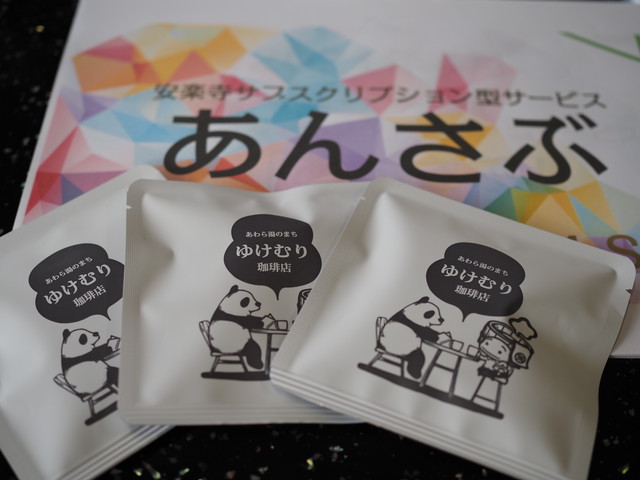 安楽寺サブスクリプション型サービス
あんさぶ
あわら湯のまち
ゆけむり
珈琲店
あわら湯のまち
ゆけむり
珈琲店
あわら湯のまち
ゆけむり
珈琲店